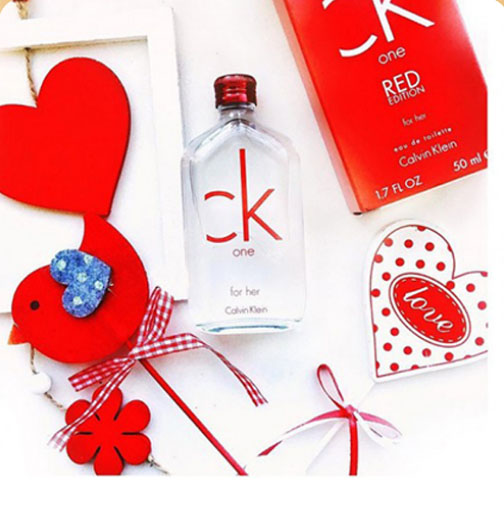 ck
one
RED
EDITION
for her
eau de toilette
Calvin Klein
1.7 FL OZ 50 ml e
ck
one
for her
Calvin Klein
love